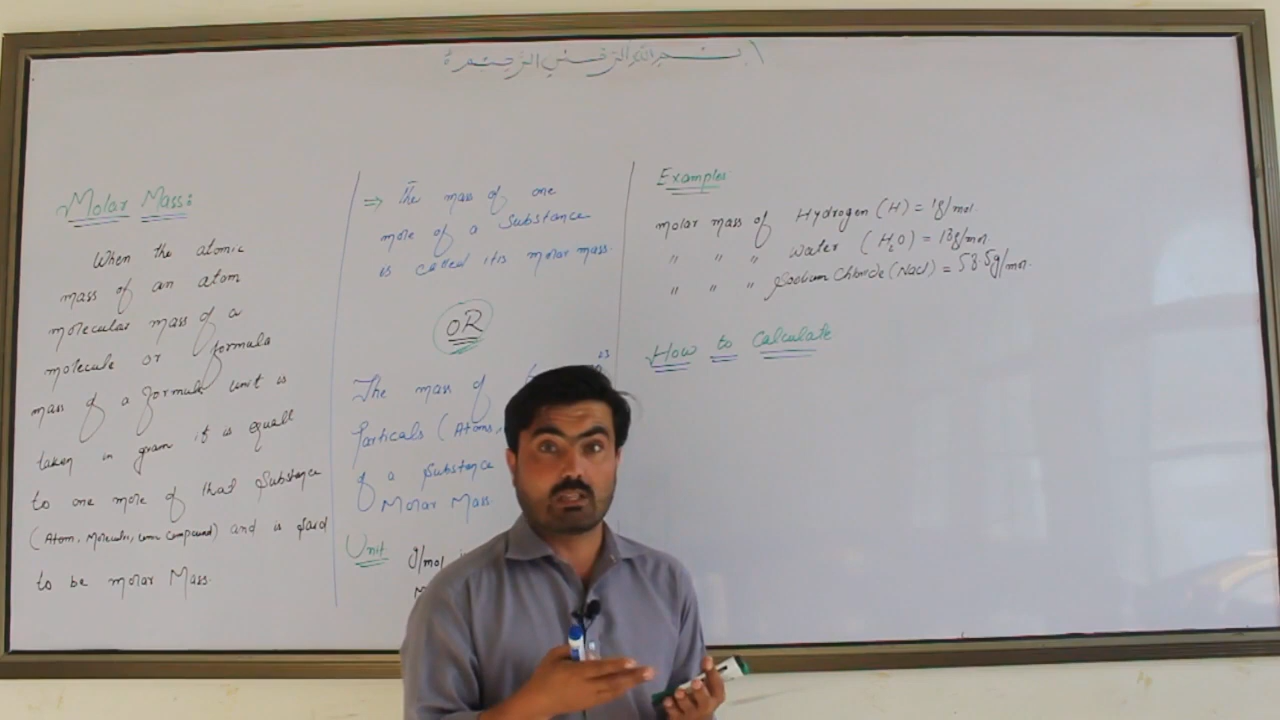 بسم اللہ الرحمٰن الرحیم
Molar Mass:
When the atomic
mass of an atom
molecular mass of a
molecule or formula
mass of a formula unit is
taken in gram it is equall
to one mole of that Substance
(Atom, Molecule, compound) and is said
to be molar Mass.
⇒ The mass of one
mole of a Substance
is called its molar mass.
OR
The mass of
Particals (Atoms,
of a Substance
Molar Mass.
Unit
g/mol
Examples:
molar mass of Hydrogen (H) = 1g/mol.
" " " Water (H₂O) = 18g/mol.
" " " Sodium Chloride (Nacl) = 58.5g/mol.
How to Calculate